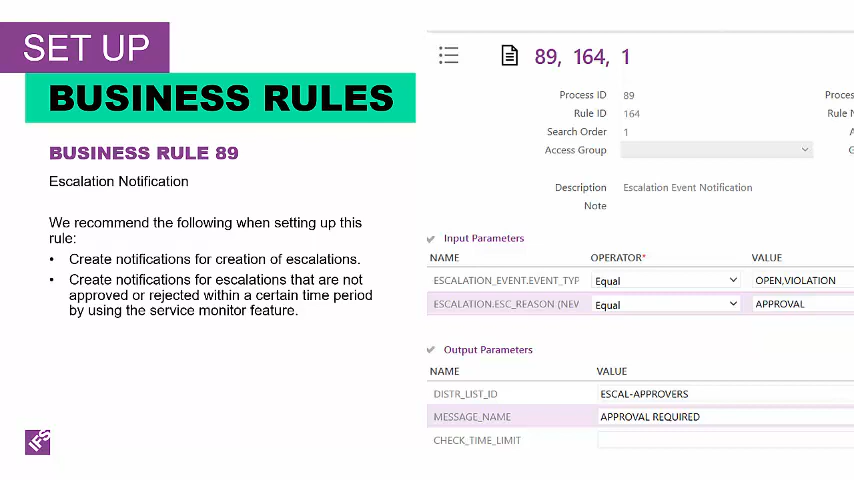 SET UP
BUSINESS RULES
BUSINESS RULE 89
Escalation Notification
We recommend the following when setting up this
rule:
• Create notifications for creation of escalations.
• Create notifications for escalations that are not
approved or rejected within a certain time period
by using the service monitor feature.
IFS
89, 164, 1
Process ID 89 Proces
Rule ID 164 Rule N
Search Order 1 A
Access Group G
Description Escalation Event Notification
Note
Input Parameters
NAME OPERATOR* VALUE
ESCALATION_EVENT.EVENT_TYP Equal OPEN,VIOLATION
ESCALATION.ESC_REASON (NEV Equal APPROVAL
Output Parameters
NAME VALUE
DISTR_LIST_ID ESCAL-APPROVERS
MESSAGE_NAME APPROVAL REQUIRED
CHECK_TIME_LIMIT